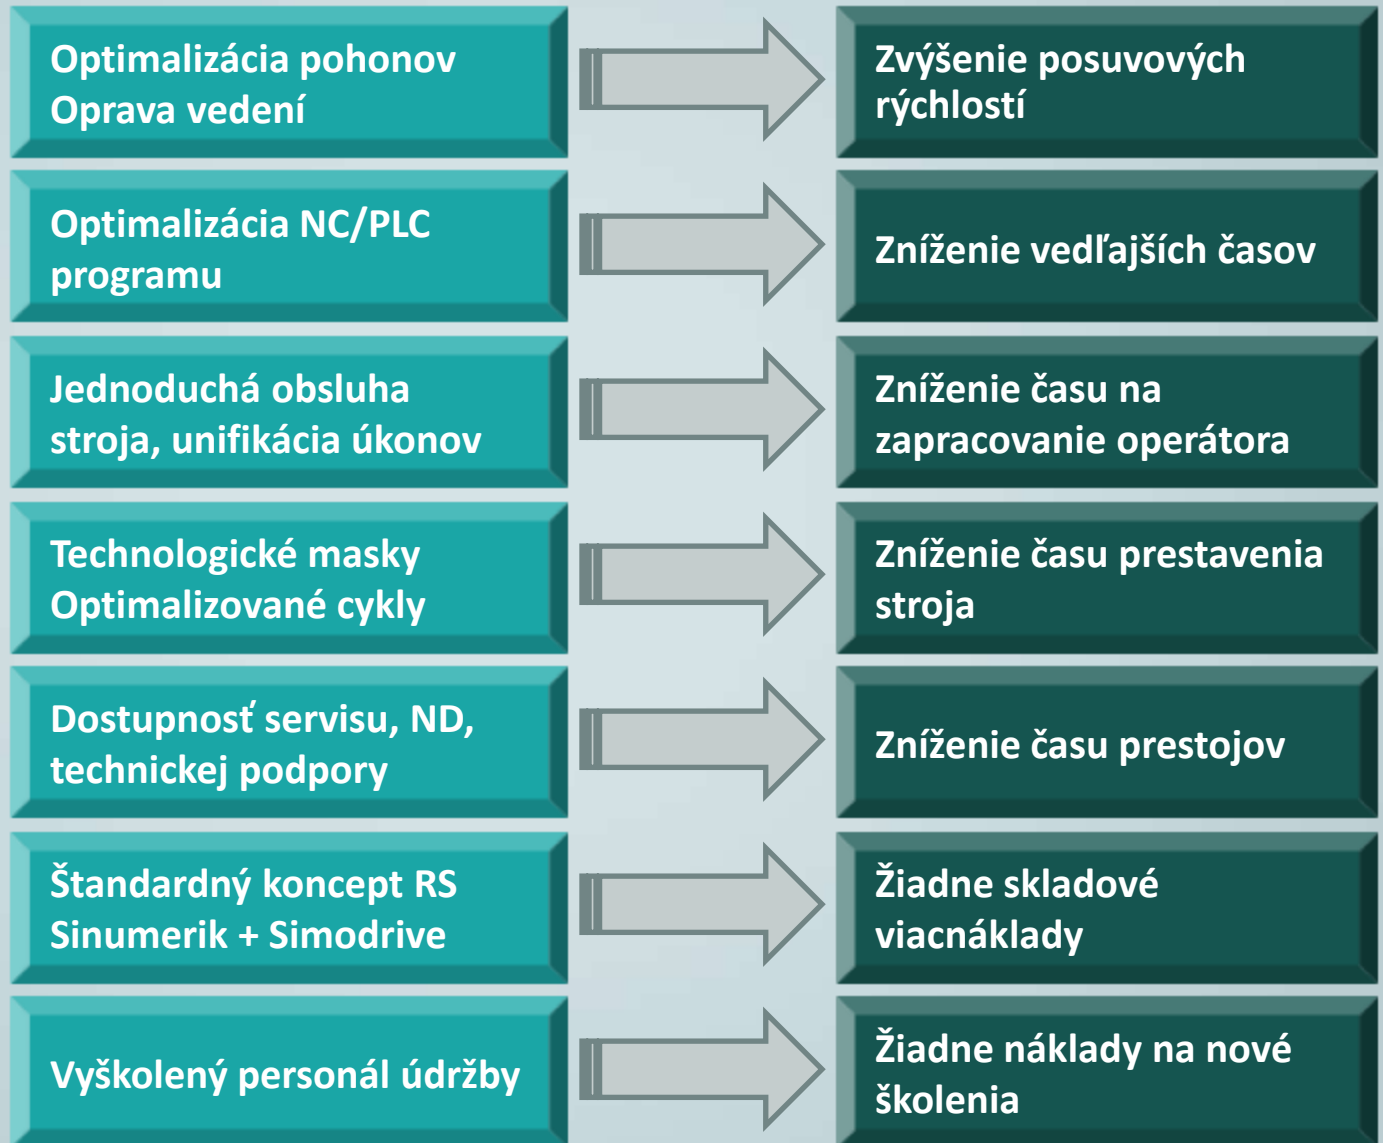 Optimalizácia pohonov
Oprava vedení
Zvýšenie posuvových
rýchlostí
Optimalizácia NC/PLC
programu
Zníženie vedľajších časov
Jednoduchá obsluha
stroja, unifikácia úkonov
Zníženie času na
zapracovanie operátora
Technologické masky
Optimalizované cykly
Zníženie času prestavenia
stroja
Dostupnosť servisu, ND,
technickej podpory
Zníženie času prestojov
Štandardný koncept RS
Sinumerik + Simodrive
Žiadne skladové
viacnáklady
Vyškolený personál údržby
Žiadne náklady na nové
školenia